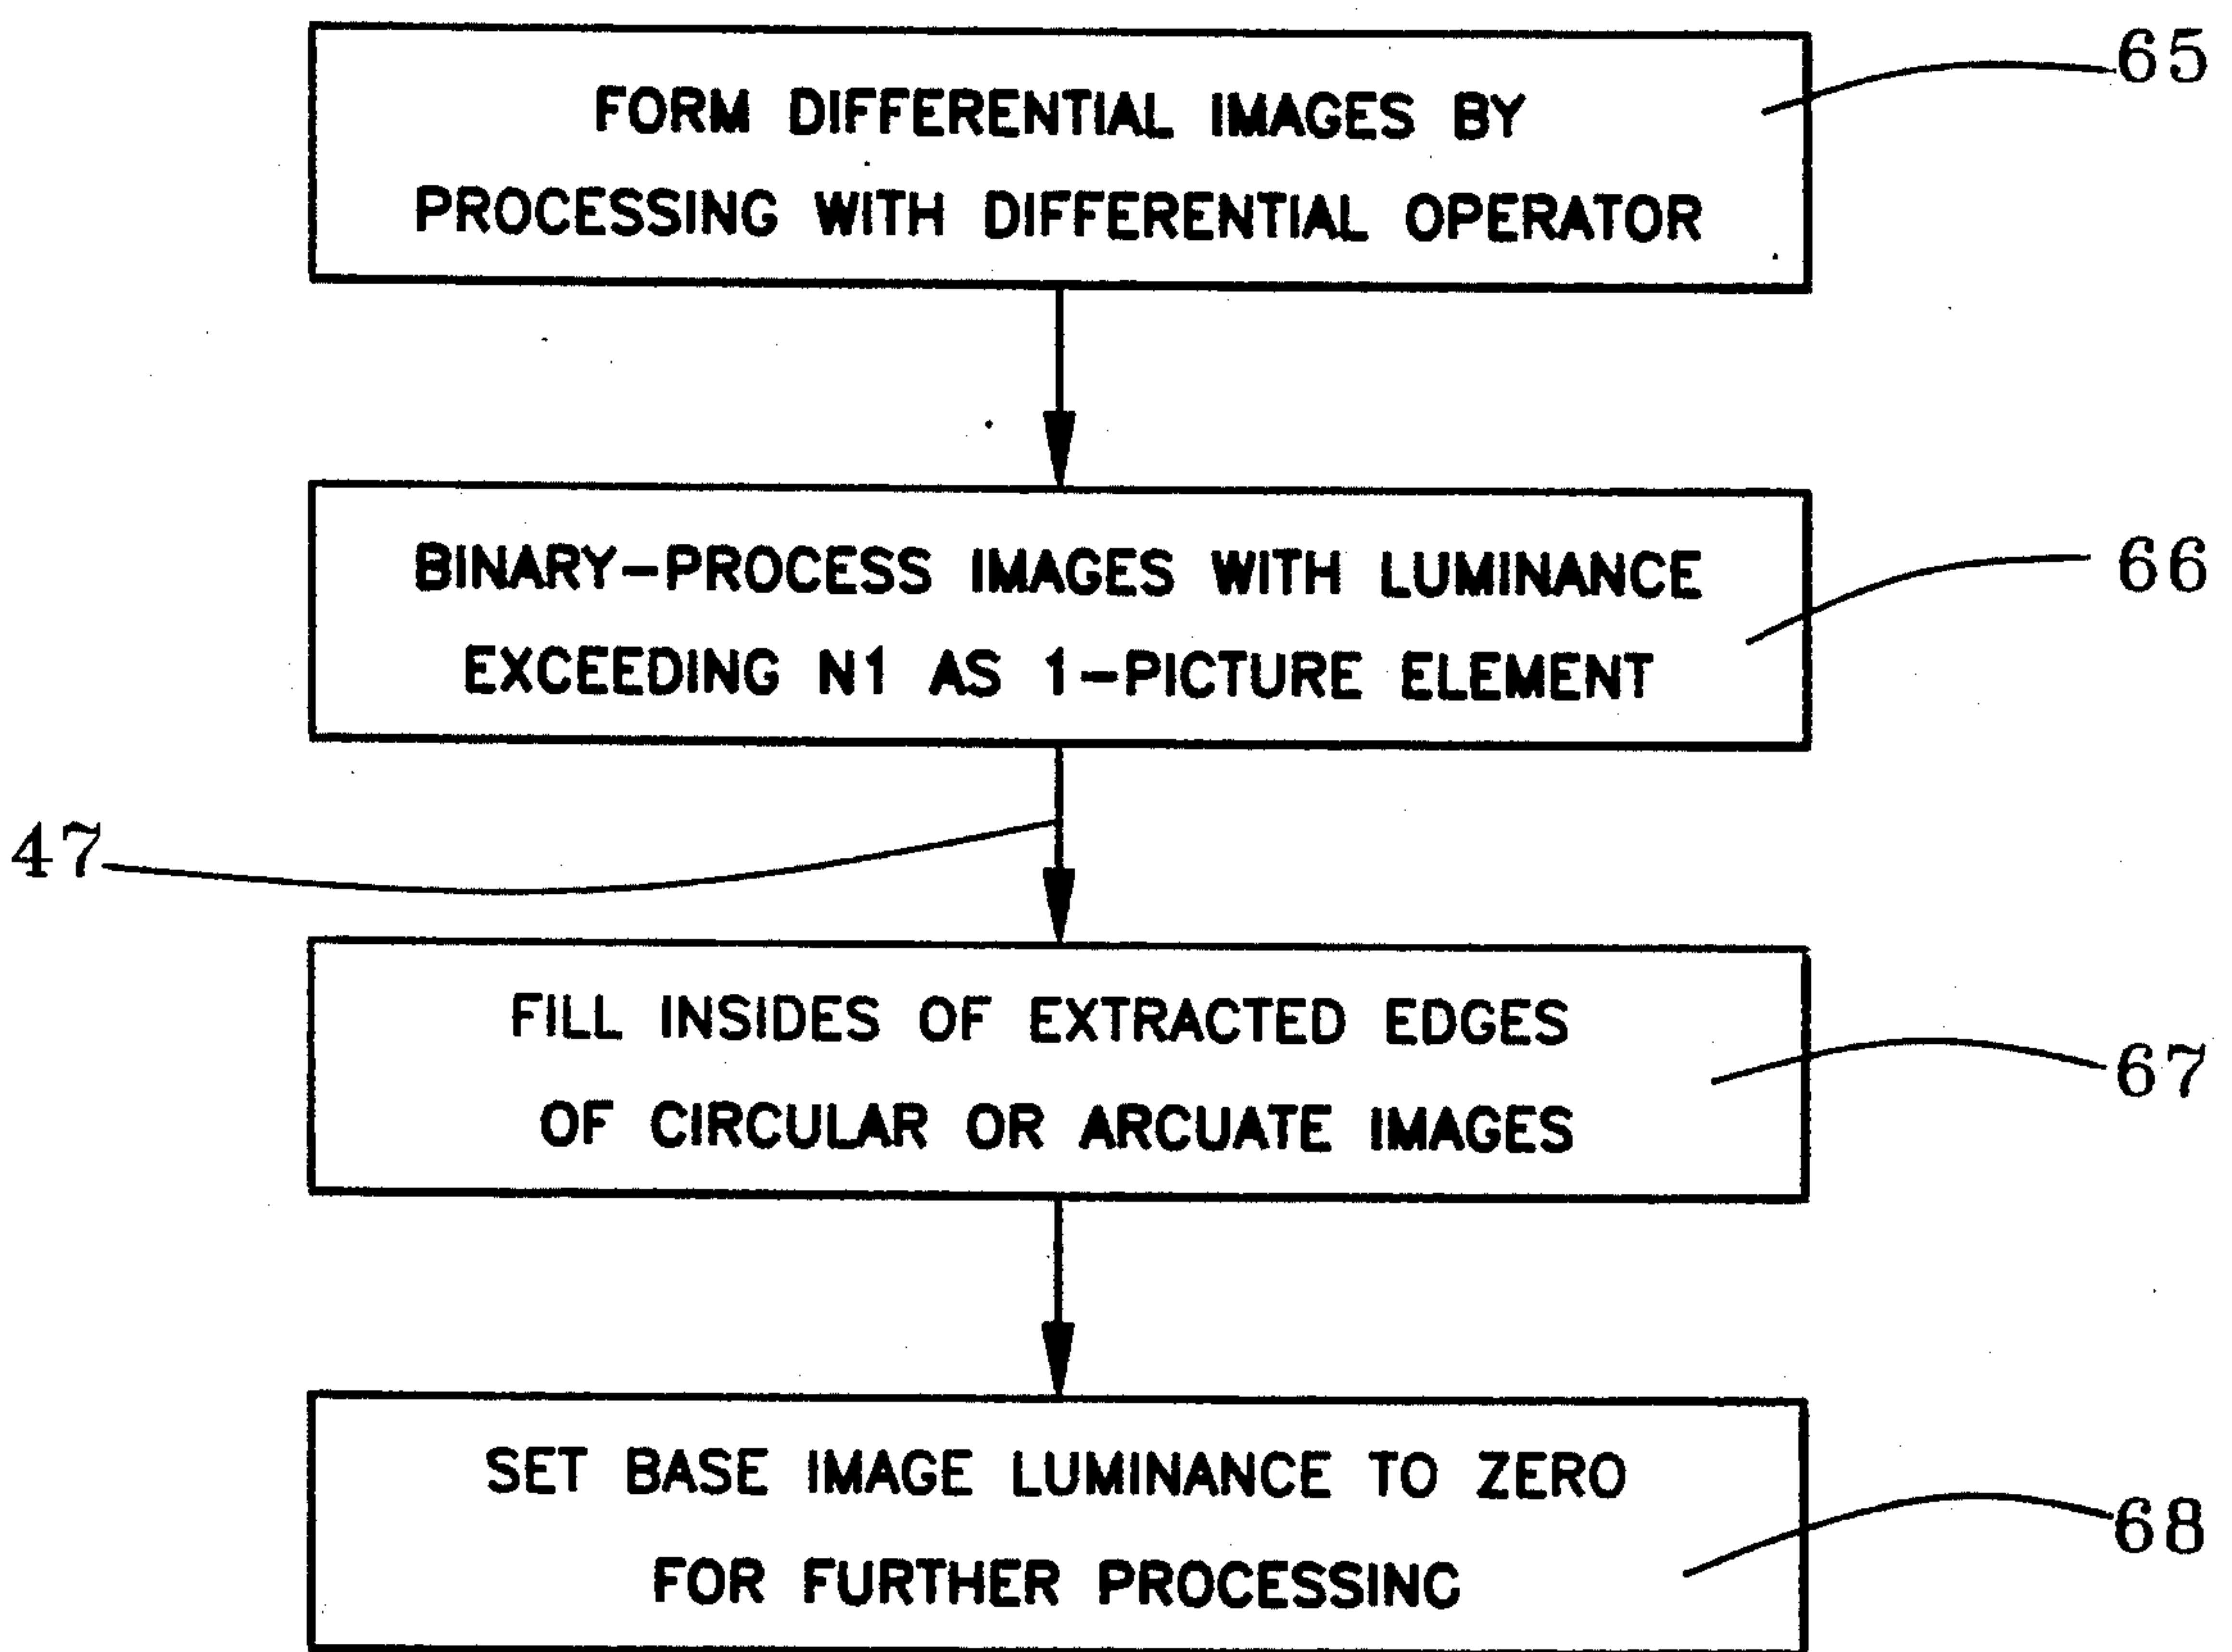 FORM DIFFERENTIAL IMAGES BY
PROCESSING WITH DIFFERENTIAL OPERATOR
65
BINARY-PROCESS IMAGES WITH LUMINANCE
EXCEEDING N1 AS 1-PICTURE ELEMENT
66
47
FILL INSIDES OF EXTRACTED EDGES
OF CIRCULAR OR ARCUATE IMAGES
67
SET BASE IMAGE LUMINANCE TO ZERO
FOR FURTHER PROCESSING
68